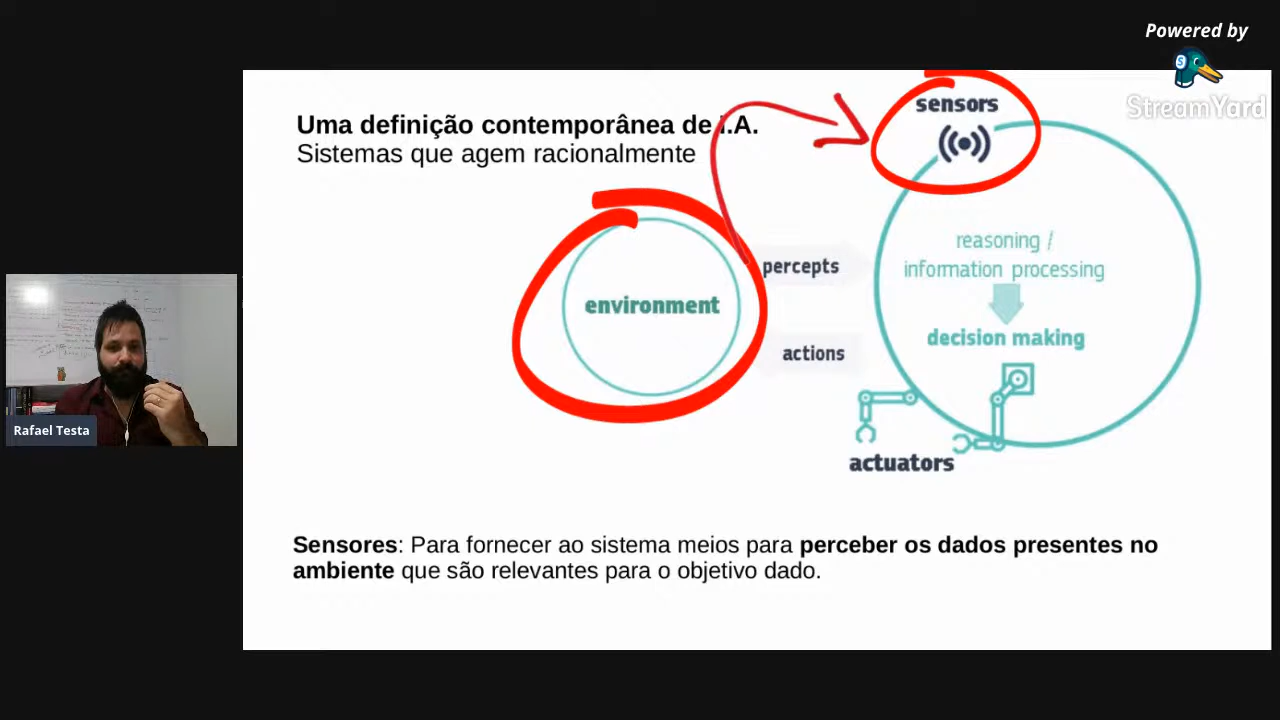 Powered by
StreamYard
Uma definição contemporânea de I.A.
Sistemas que agem racionalmente
sensors
reasoning /
information processing
percepts
environment
decision making
actions
actuators
Rafael Testa
Sensores: Para fornecer ao sistema meios para perceber os dados presentes no
ambiente que são relevantes para o objetivo dado.